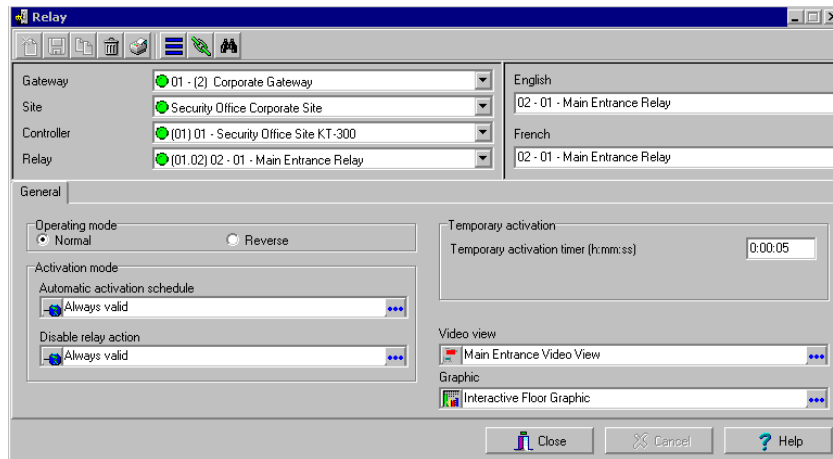 Relay
Gateway
01 - (2) Corporate Gateway
Site
Security Office Corporate Site
Controller
(01) 01 - Security Office Site KT-300
Relay
(01.02) 02 - 01 - Main Entrance Relay
English
02 - 01 - Main Entrance Relay
French
02 - 01 - Main Entrance Relay
General
Operating mode
Normal
Reverse
Activation mode
Automatic activation schedule
Always valid
Disable relay action
Always valid
Temporary activation
Temporary activation timer (h:mm:ss)
0:00:05
Video view
Main Entrance Video View
Graphic
Interactive Floor Graphic
Close
Cancel
? Help